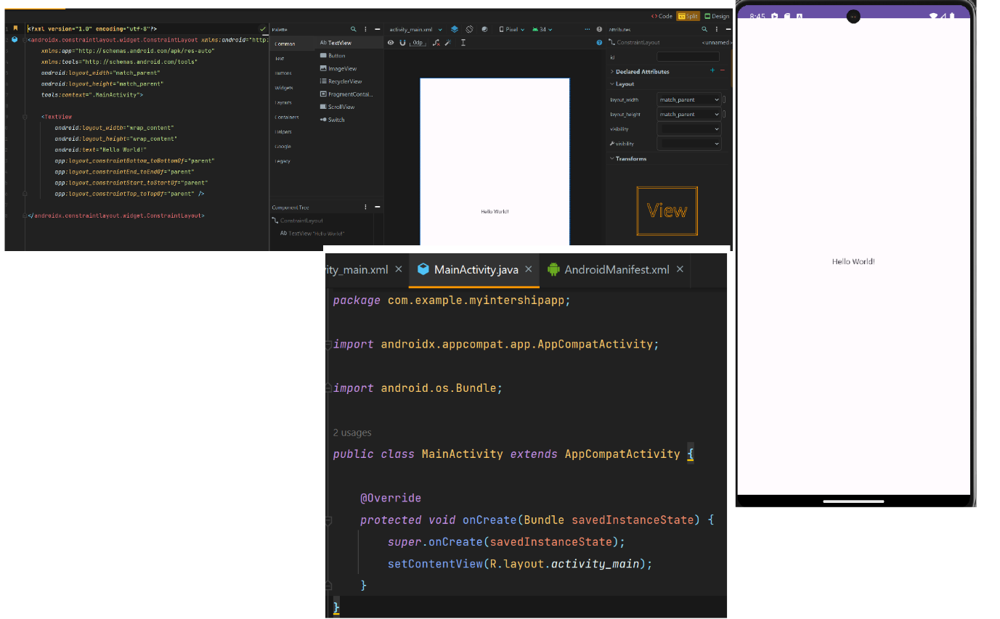 Code Split Design
<?xml version="1.0" encoding="utf-8"?>
<androidx.constraintlayout.widget.ConstraintLayout xmlns:android="http:
xmlns:app="http://schemas.android.com/apk/res-auto"
xmlns:tools="http://schemas.android.com/tools"
android:layout_width="match_parent"
android:layout_height="match_parent"
tools:context=".MainActivity">
<TextView
android:layout_width="wrap_content"
android:layout_height="wrap_content"
android:text="Hello World!"
app:layout_constraintBottom_toBottomOf="parent"
app:layout_constraintEnd_toEndOf="parent"
app:layout_constraintStart_toStartOf="parent"
app:layout_constraintTop_toTopOf="parent" />
</androidx.constraintlayout.widget.ConstraintLayout>
Palette
Common
Text
Buttons
Widgets
Layouts
Containers
Helpers
Google
Legacy
Ab TextView
Button
ImageView
RecyclerView
FragmentContai...
ScrollView
Switch
Component Tree
ConstraintLayout
Ab TextView "Hello World!"
activity_main.xml Pixel 34
0dp
Hello World!
Attributes
ConstraintLayout <unnamed>
id
Declared Attributes
Layout
layout_width match_parent
layout_height match_parent
visibility
visibility
Transforms
View
8:45
Hello World!
ity_main.xml MainActivity.java AndroidManifest.xml
package com.example.myintershipapp;
import androidx.appcompat.app.AppCompatActivity;
import android.os.Bundle;
2 usages
public class MainActivity extends AppCompatActivity {
@Override
protected void onCreate(Bundle savedInstanceState) {
super.onCreate(savedInstanceState);
setContentView(R.layout.activity_main);
}
}